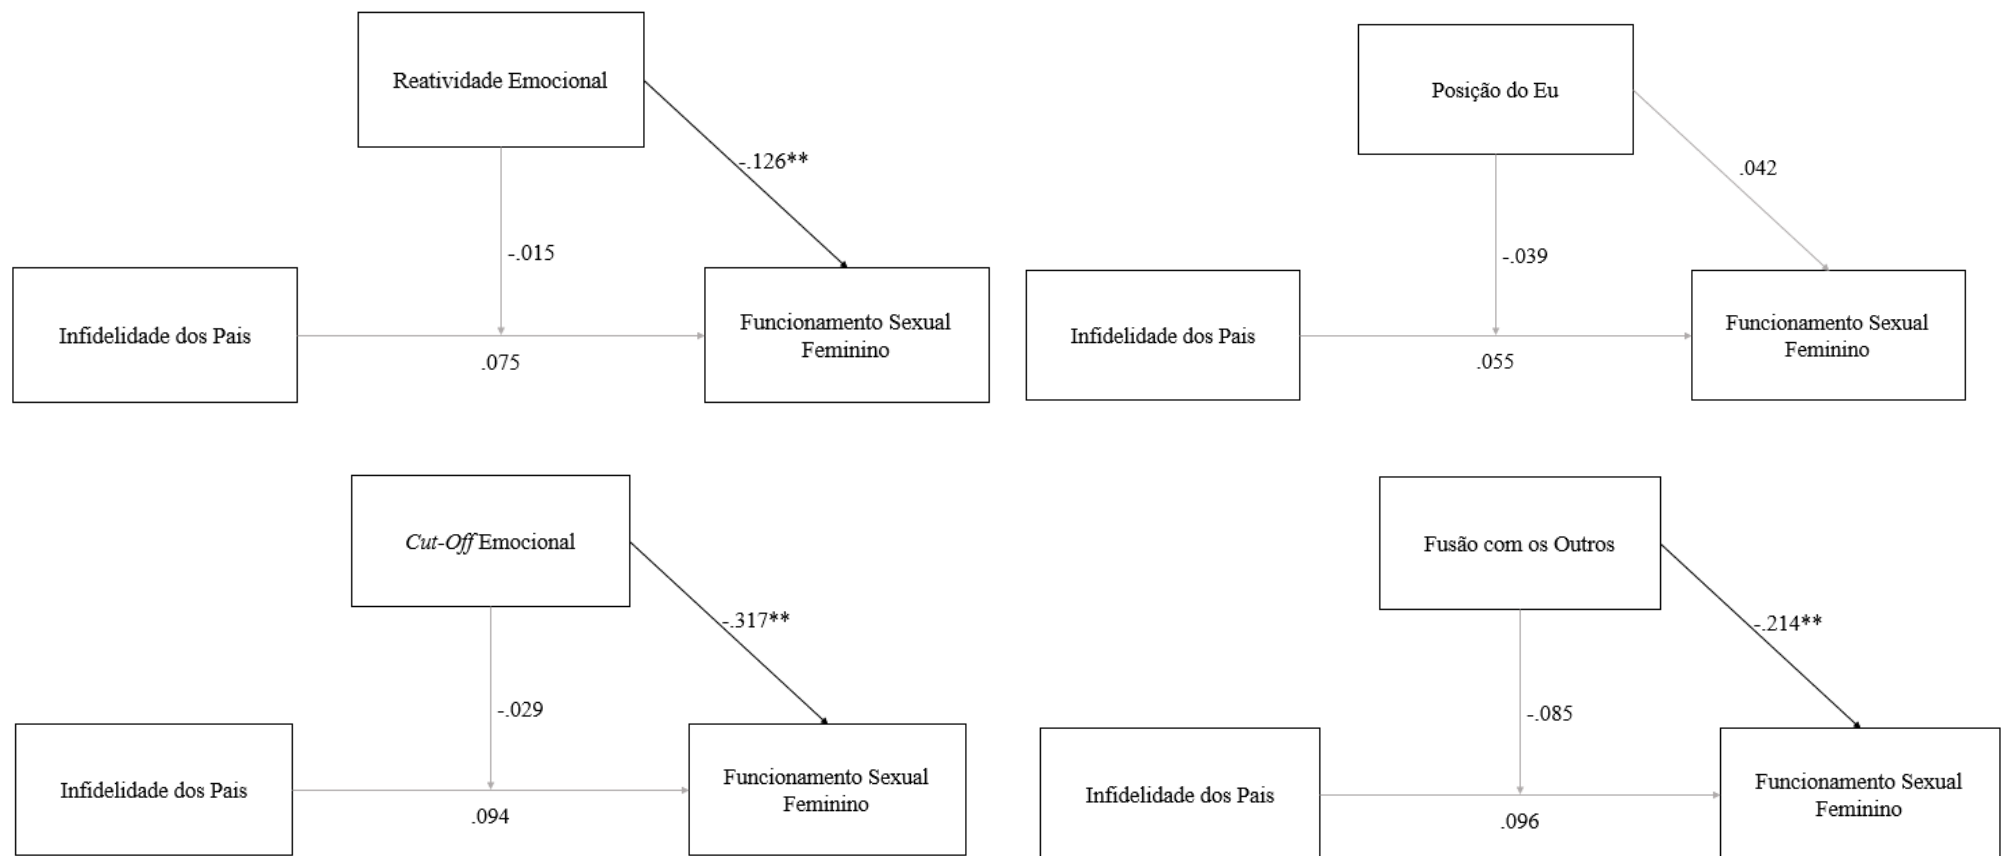 Reatividade Emocional
-.126**
-.015
Infidelidade dos Pais
Funcionamento Sexual
Feminino
.075
Posição do Eu
.042
-.039
Infidelidade dos Pais
Funcionamento Sexual
Feminino
.055
Cut-Off Emocional
-.317**
-.029
Infidelidade dos Pais
Funcionamento Sexual
Feminino
.094
Fusão com os Outros
-.214**
-.085
Infidelidade dos Pais
Funcionamento Sexual
Feminino
.096